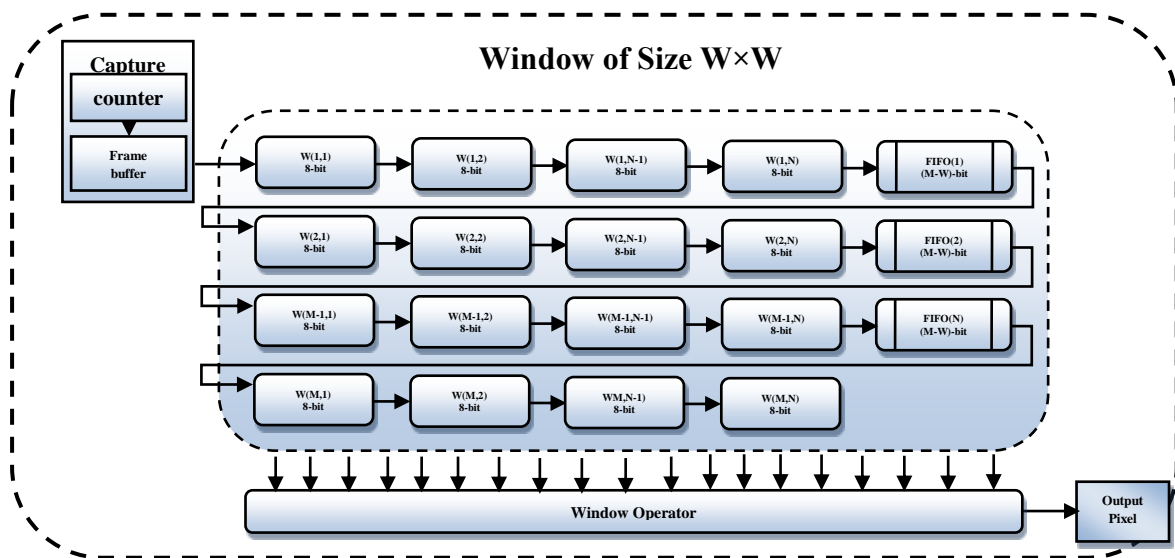 Window of Size W×W
Capture
counter
Frame
buffer
W(1,1)
8-bit
W(1,2)
8-bit
W(1,N-1)
8-bit
W(1,N)
8-bit
FIFO(1)
(M-W)-bit
W(2,1)
8-bit
W(2,2)
8-bit
W(2,N-1)
8-bit
W(2,N)
8-bit
FIFO(2)
(M-W)-bit
W(M-1,1)
8-bit
W(M-1,2)
8-bit
W(M-1,N-1)
8-bit
W(M-1,N)
8-bit
FIFO(N)
(M-W)-bit
W(M,1)
8-bit
W(M,2)
8-bit
WM,N-1)
8-bit
W(M,N)
8-bit
Window Operator
Output
Pixel